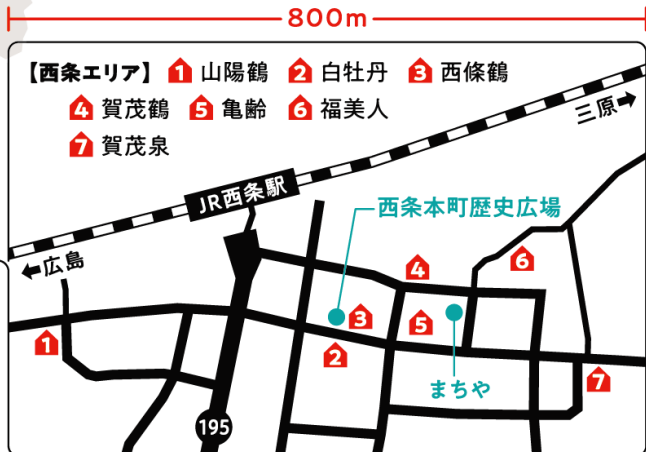 800m
【西条エリア】 1 山陽鶴 2 白牡丹 3 西條鶴
4 賀茂鶴 5 亀齢 6 福美人
7 賀茂泉
三原
JR西条駅
西条本町歴史広場
広島
4
6
3
5
1
2
まちや
7
195